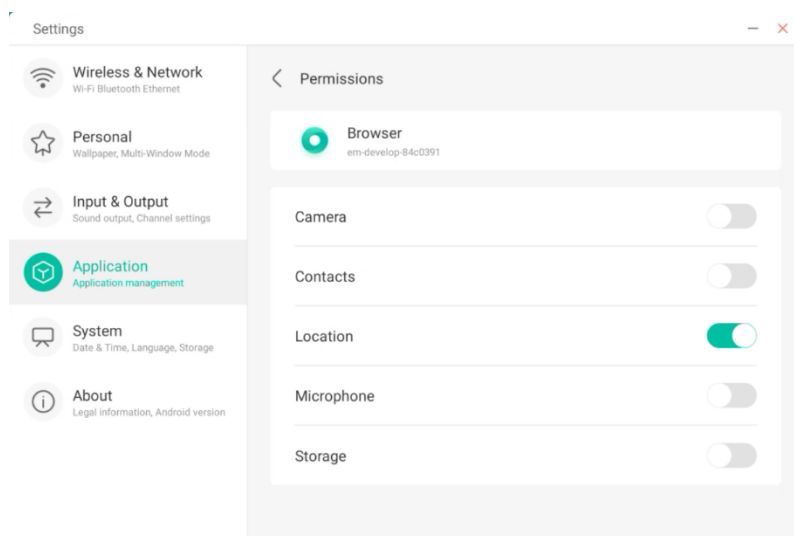 Settings
Wireless & Network
Wi-Fi Bluetooth Ethernet
Personal
Wallpaper, Multi-Window Mode
Input & Output
Sound output, Channel settings
Application
Application management
System
Date & Time, Language, Storage
About
Legal information, Android version
Permissions
Browser
em-develop-84c0391
Camera
Contacts
Location
Microphone
Storage